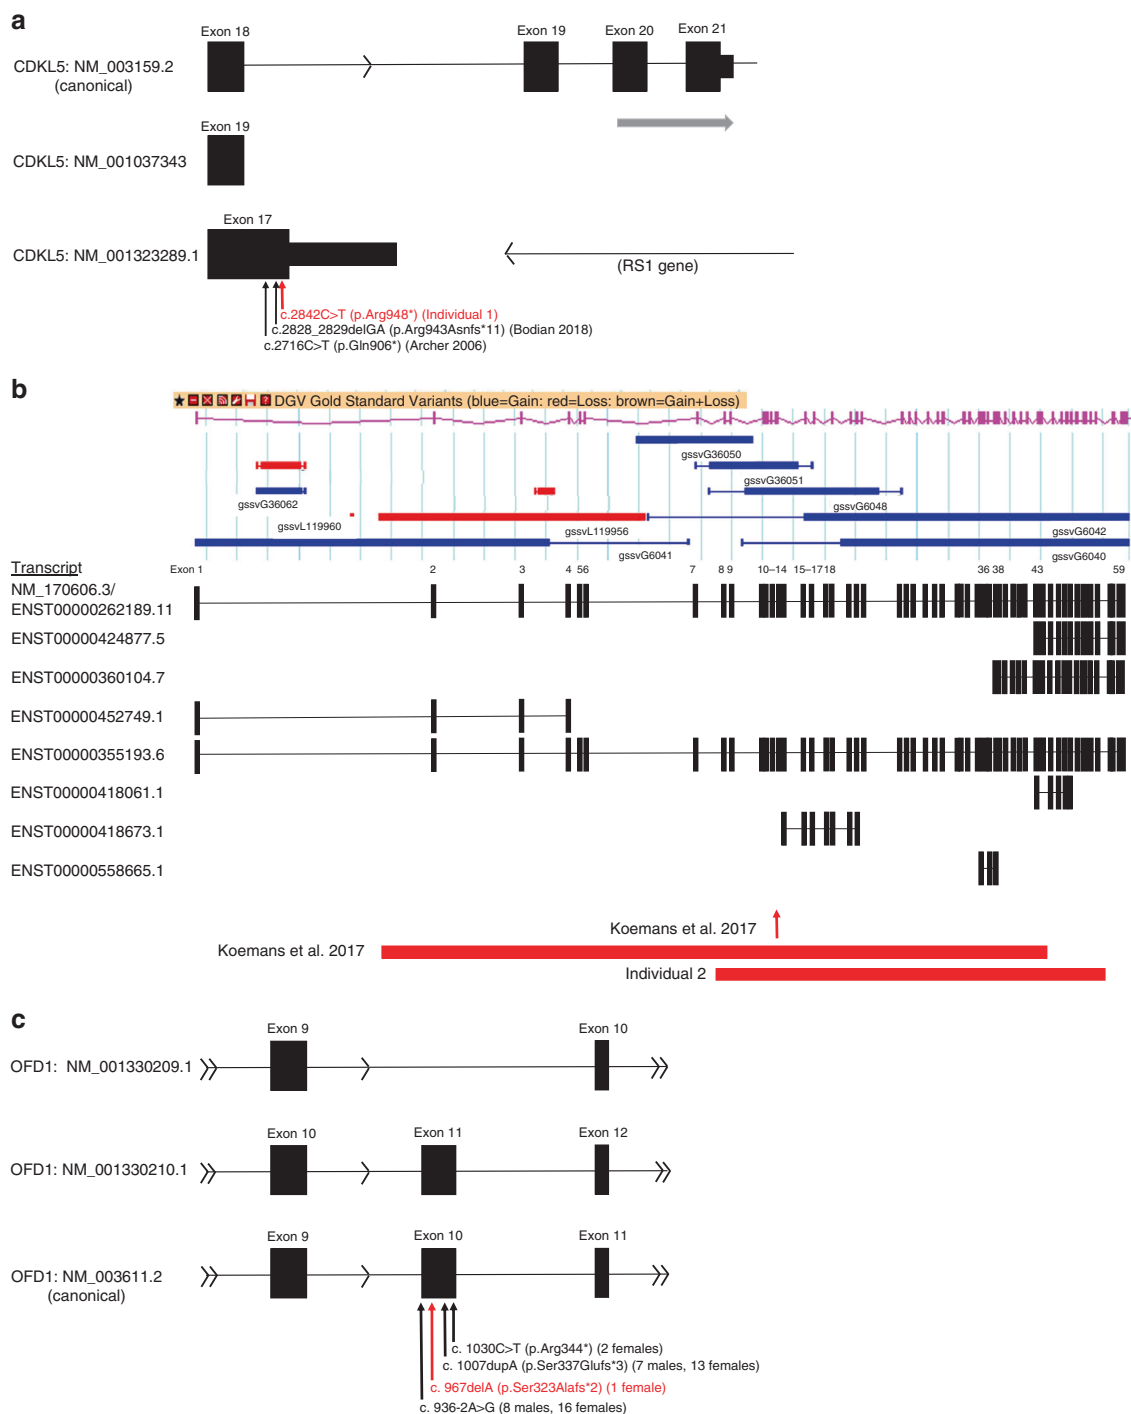 a
Exon 18
Exon 19
Exon 20
Exon 21
CDKL5: NM_003159.2
(canonical)
Exon 19
CDKL5: NM_001037343
Exon 17
CDKL5: NM_001323289.1
(RS1 gene)
c.2842C>T (p.Arg948*) (Individual 1)
c.2828_2829delGA (p.Arg943Asnfs*11) (Bodian 2018)
c.2716C>T (p.Gln906*) (Archer 2006)
b
DGV Gold Standard Variants (blue=Gain: red=Loss: brown=Gain+Loss)
gssvG36050
gssvG36051
gssvG36062
gssvG6048
gssvL119960
gssvL119956
gssvG6042
gssvG6041
gssvG6040
Transcript
Exon 1 2 3 4 56 7 8 9 10–14 15–1718 36 38 43 59
NM_170606.3/
ENST00000262189.11
ENST00000424877.5
ENST00000360104.7
ENST00000452749.1
ENST00000355193.6
ENST00000418061.1
ENST00000418673.1
ENST00000558665.1
Koemans et al. 2017
Koemans et al. 2017
Individual 2
c
Exon 9
Exon 10
OFD1: NM_001330209.1
Exon 10
Exon 11
Exon 12
OFD1: NM_001330210.1
Exon 9
Exon 10
Exon 11
OFD1: NM_003611.2
(canonical)
c. 1030C>T (p.Arg344*) (2 females)
c. 1007dupA (p.Ser337Glufs*3) (7 males, 13 females)
c. 967delA (p.Ser323Alafs*2) (1 female)
c. 936-2A>G (8 males, 16 females)